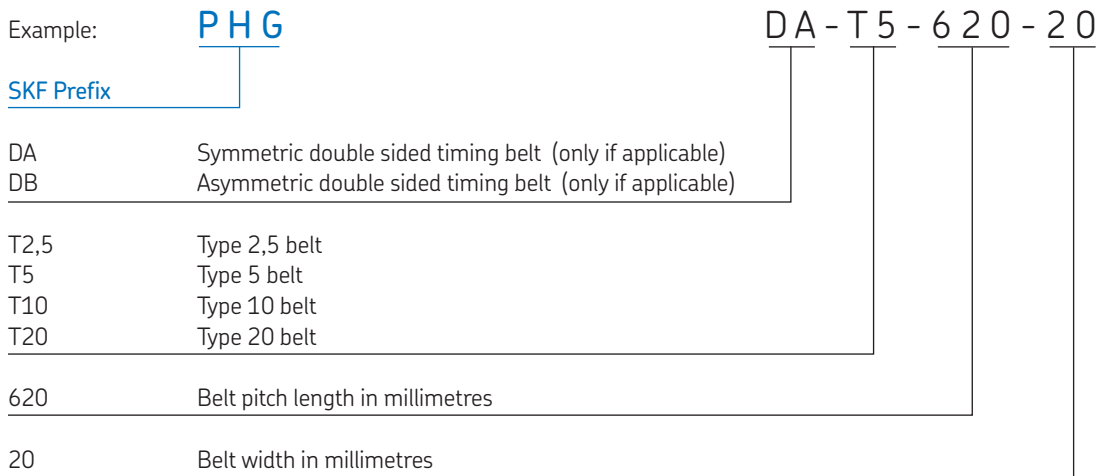 Example: PHG DA-T5-620-20
SKF Prefix
DA Symmetric double sided timing belt (only if applicable)
DB Asymmetric double sided timing belt (only if applicable)
T2,5 Type 2,5 belt
T5 Type 5 belt
T10 Type 10 belt
T20 Type 20 belt
620 Belt pitch length in millimetres
20 Belt width in millimetres